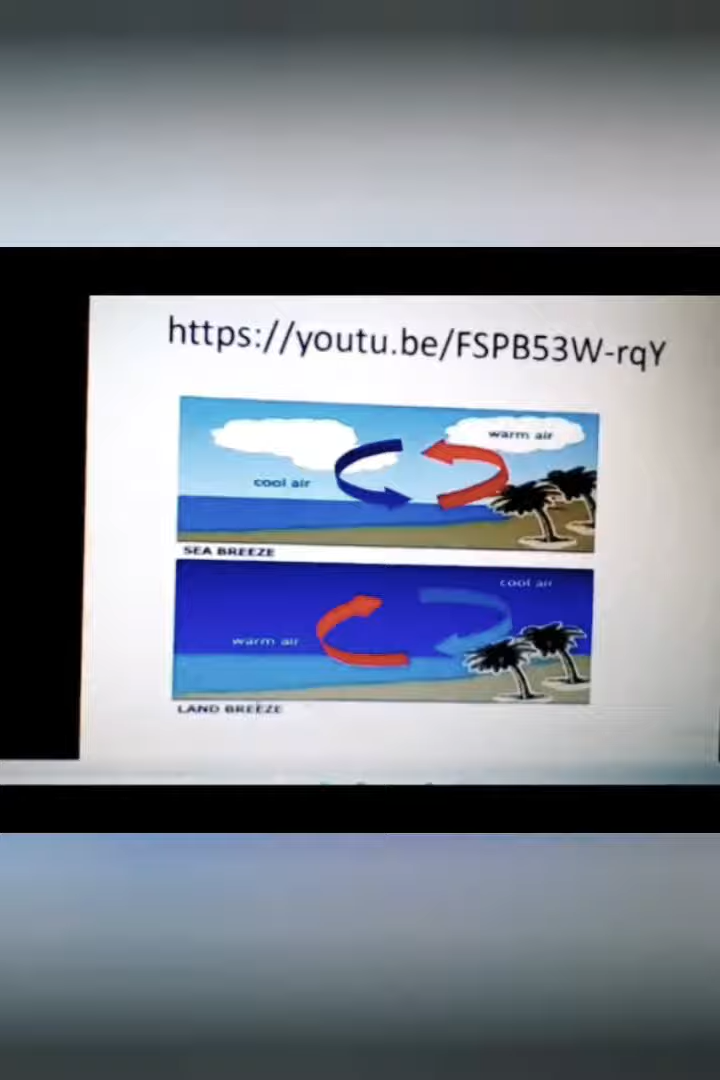 https://youtu.be/FSPB53W-rqY
warm air
cool air
SEA BREEZE
cool air
warm air
LAND BREEZE